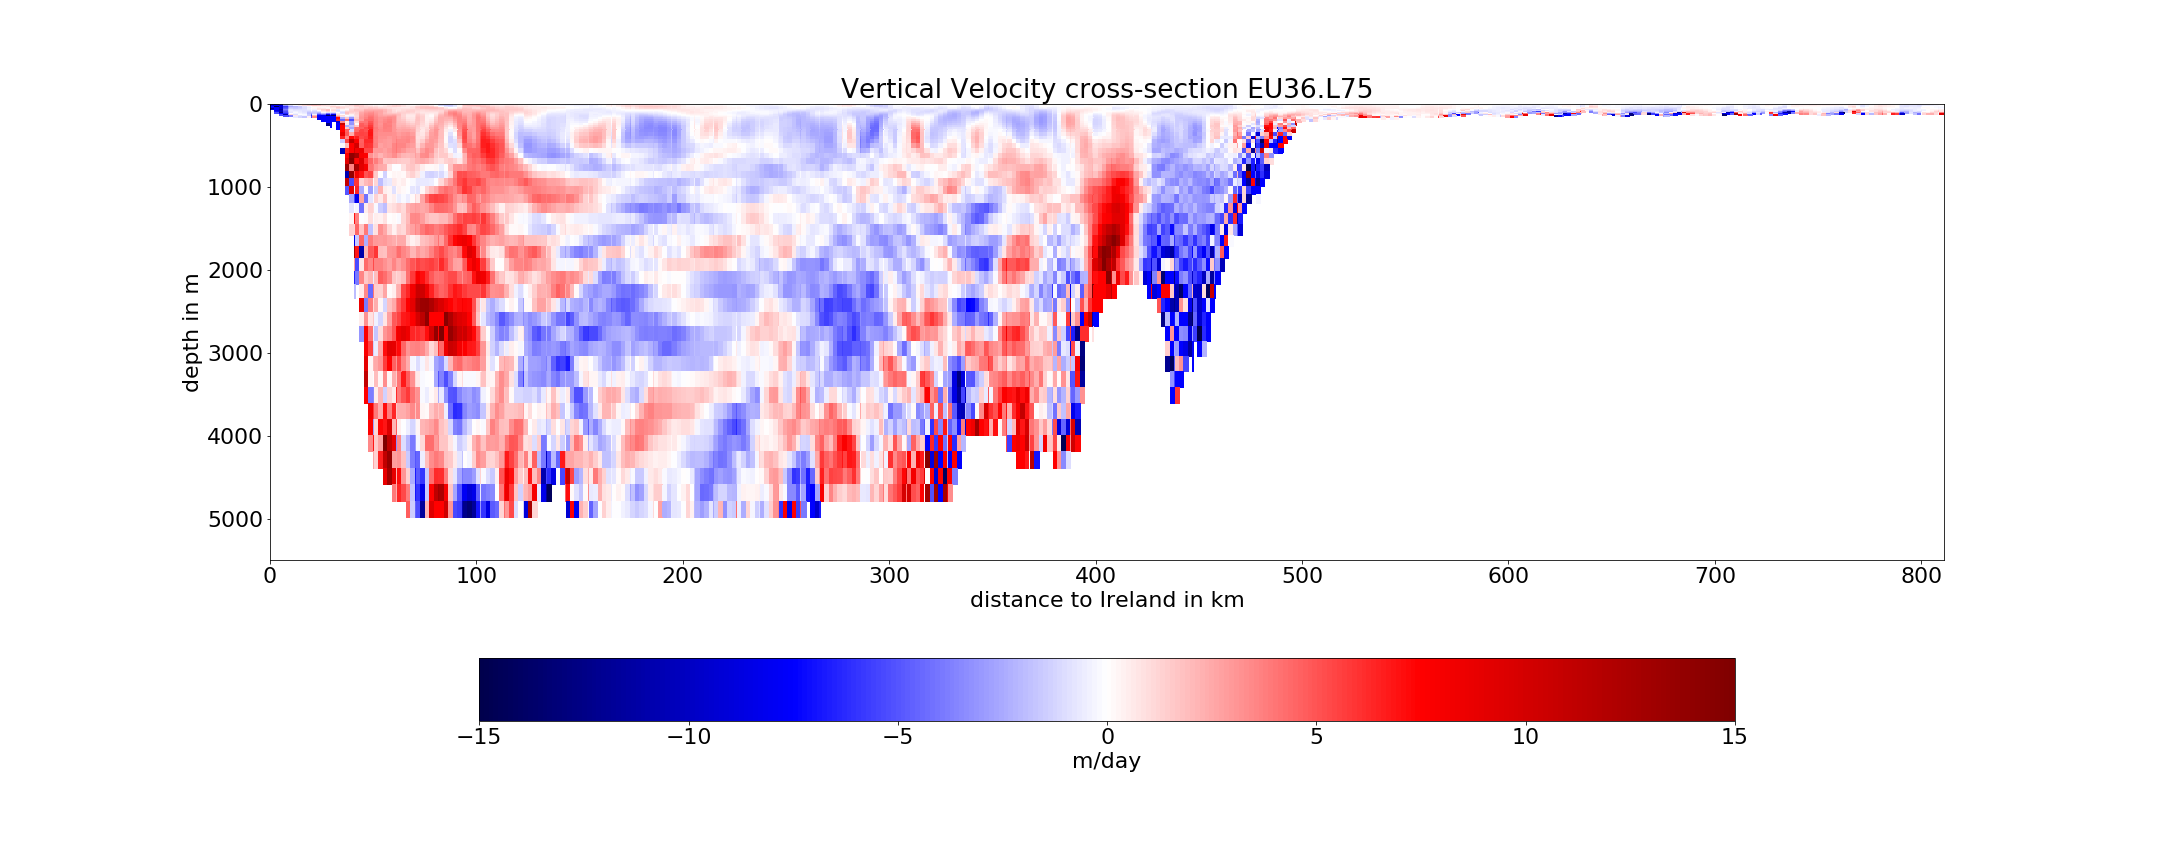 Vertical Velocity cross-section EU36.L75
0
1000
2000
3000
4000
5000
depth in m
0 100 200 300 400 500 600 700 800
distance to Ireland in km
−15 −10 −5 0 5 10 15
m/day